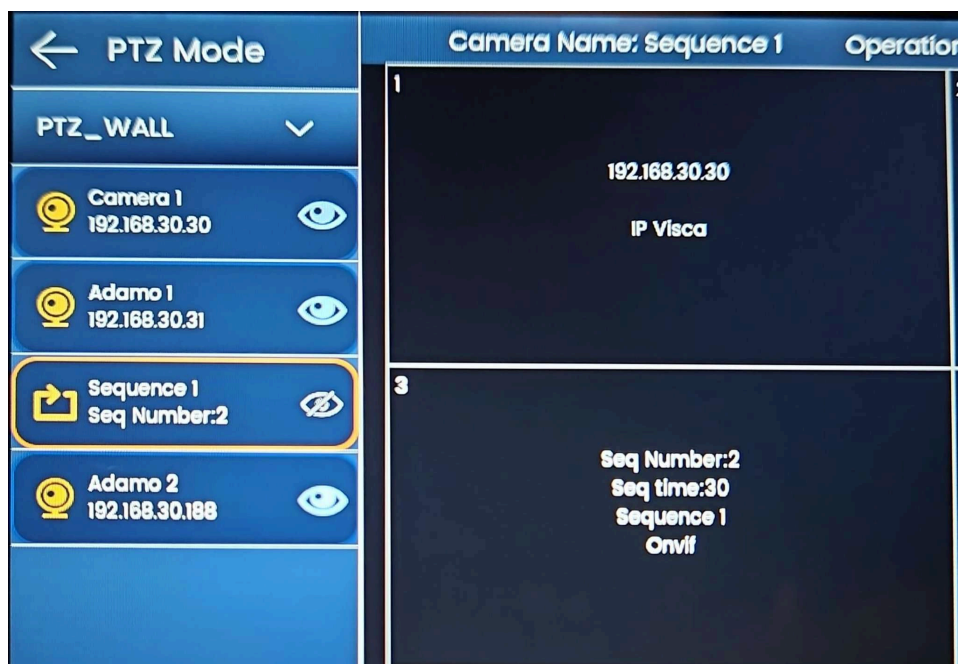 PTZ Mode
Camera Name: Sequence 1
PTZ_WALL
Camera 1
192.168.30.30
Adamo 1
192.168.30.31
Sequence 1
Seq Number:2
Adamo 2
192.168.30.188
1
192.168.30.30
IP Visca
3
Seq Number:2
Seq time:30
Sequence 1
Onvif